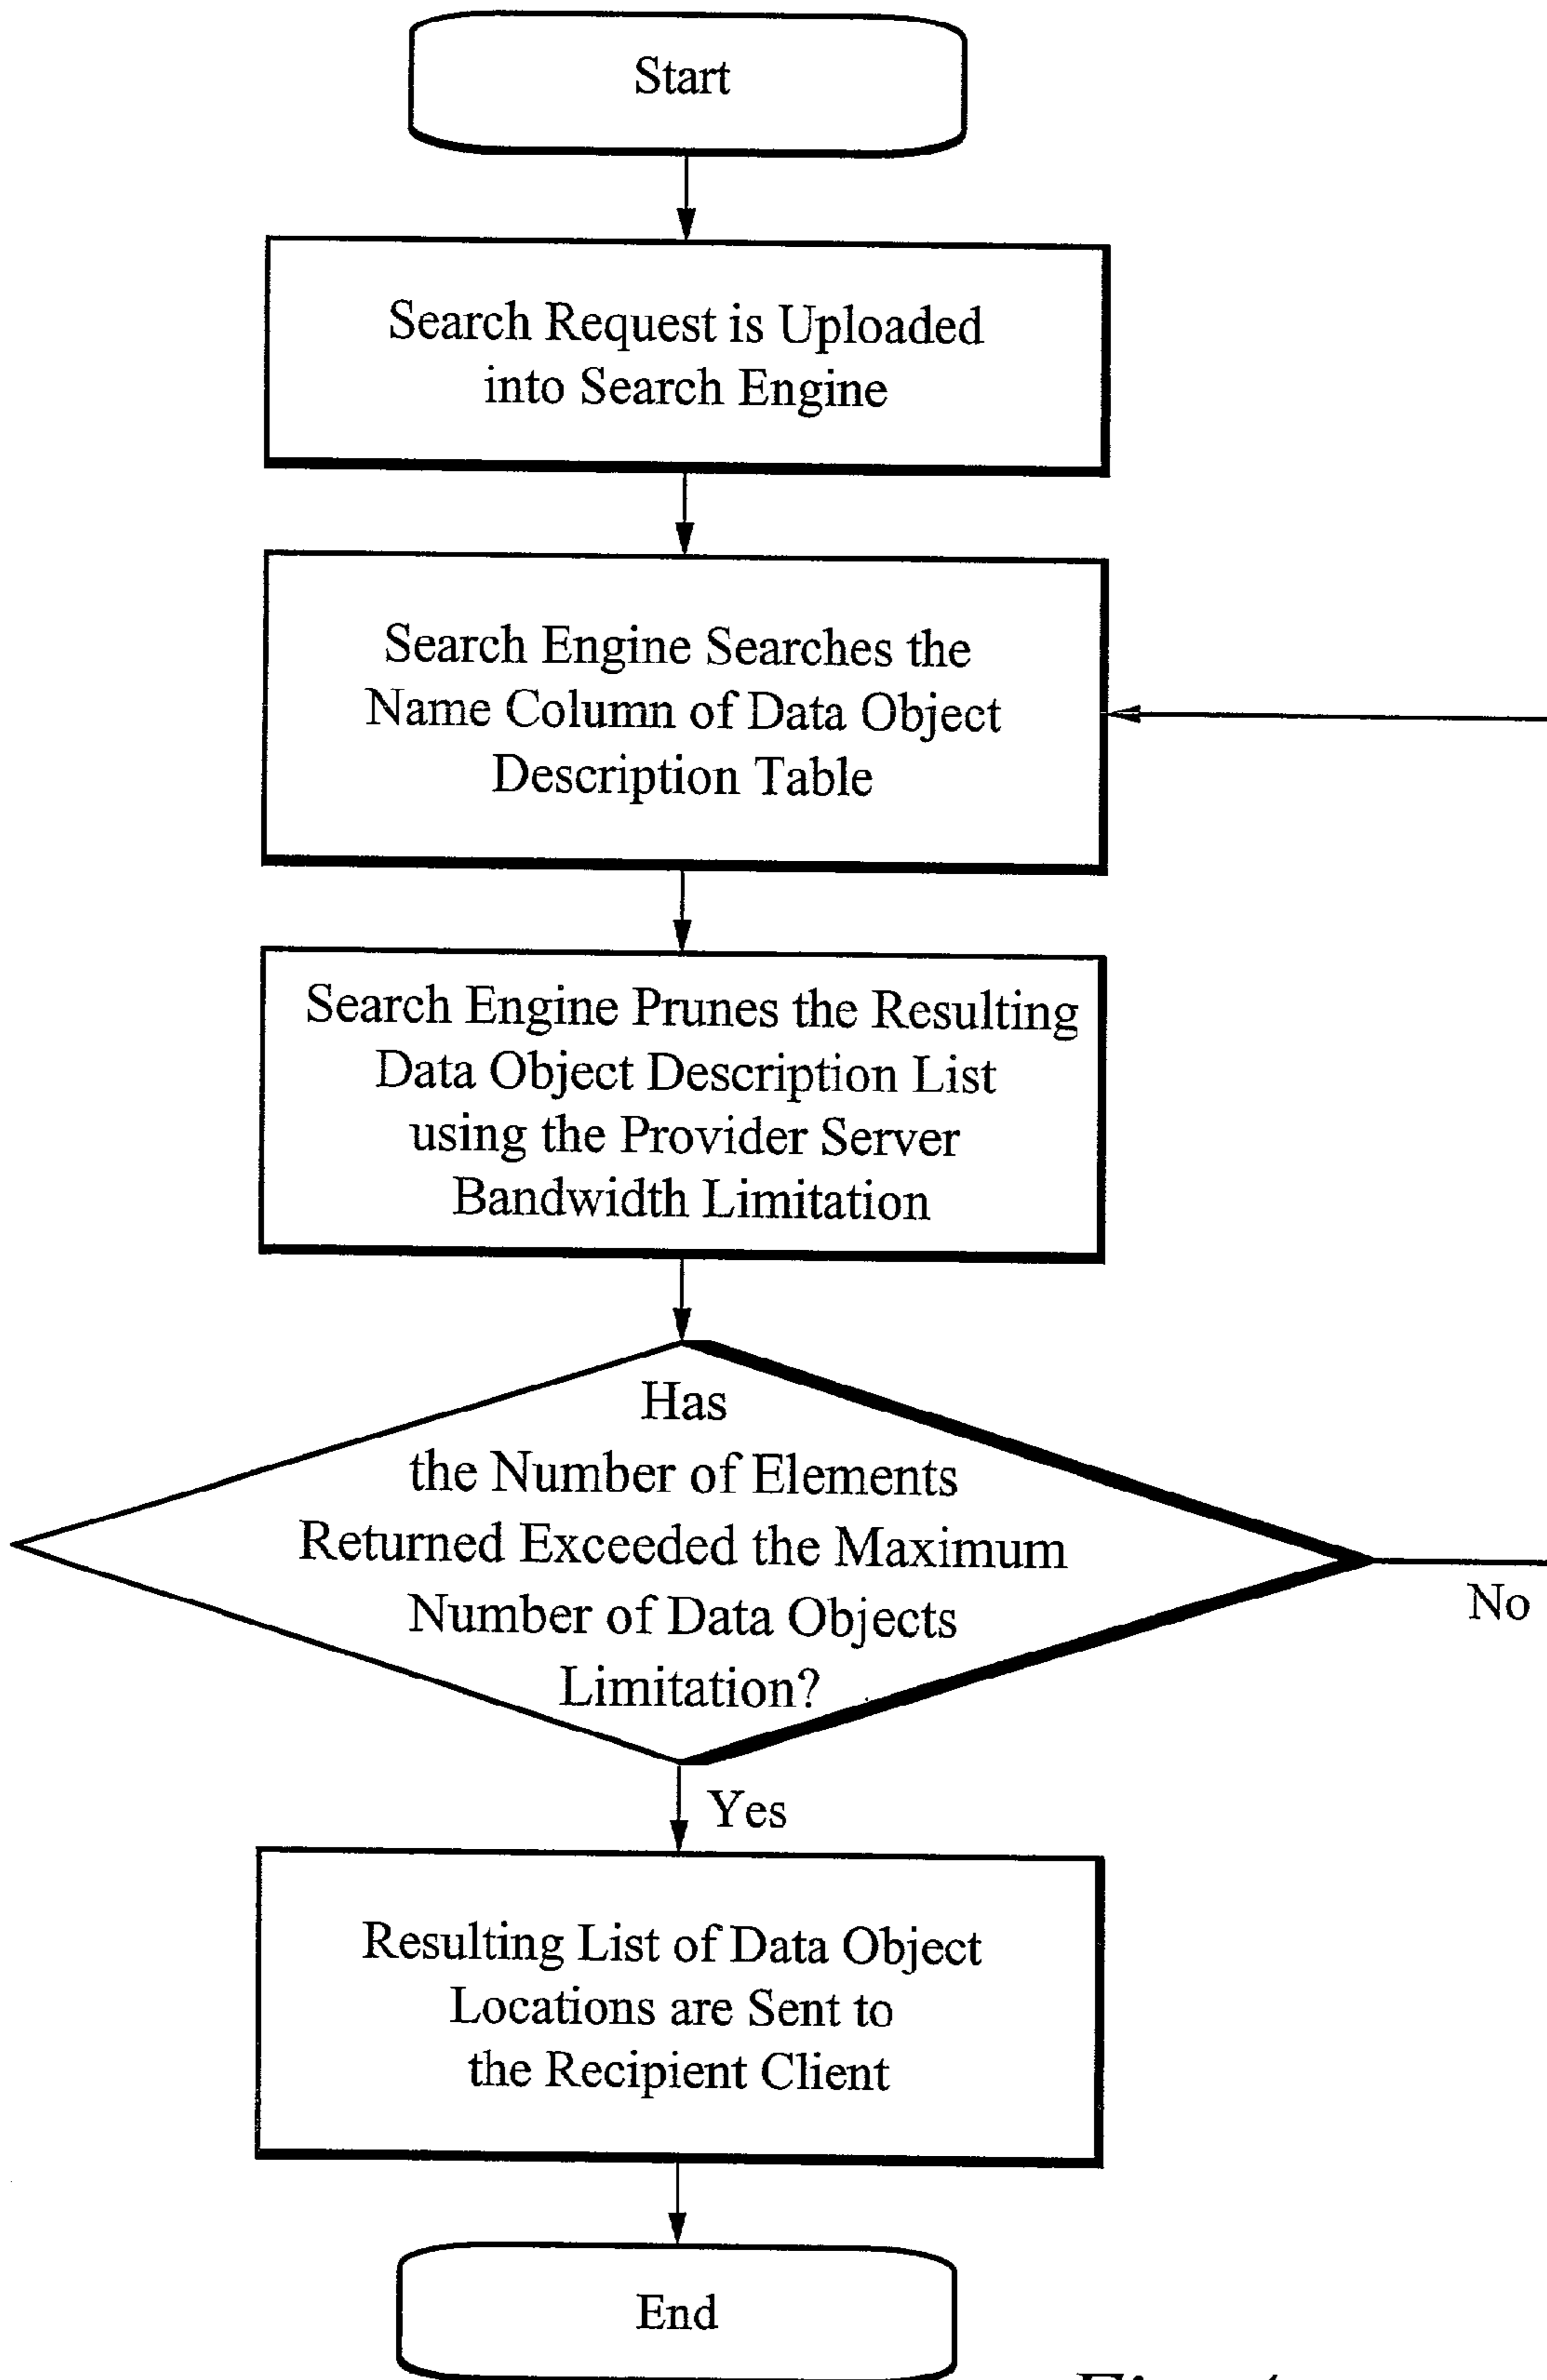 Start
Search Request is Uploaded
into Search Engine
Search Engine Searches the
Name Column of Data Object
Description Table
Search Engine Prunes the Resulting
Data Object Description List
using the Provider Server
Bandwidth Limitation
Has
the Number of Elements
Returned Exceeded the Maximum
Number of Data Objects
Limitation?
No
Yes
Resulting List of Data Object
Locations are Sent to
the Recipient Client
End